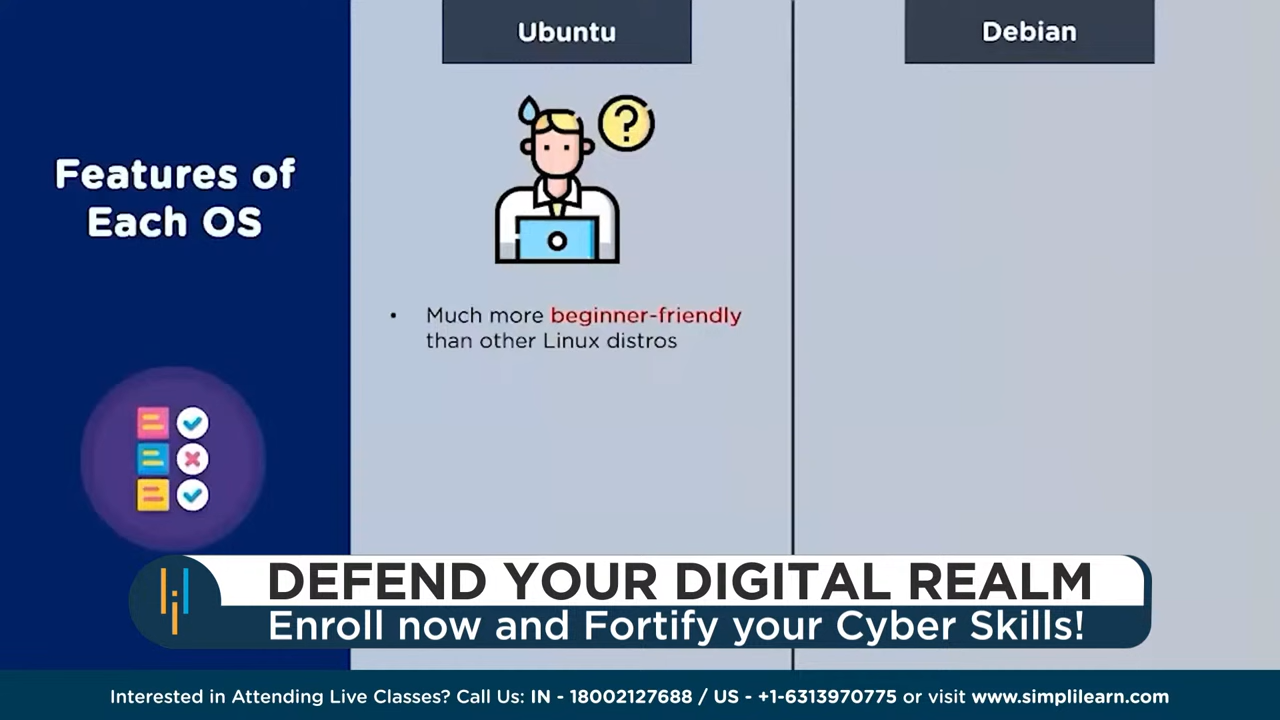 Ubuntu
Debian
Features of
Each OS
• Much more beginner-friendly
than other Linux distros
DEFEND YOUR DIGITAL REALM
Enroll now and Fortify your Cyber Skills!
Interested in Attending Live Classes? Call Us: IN - 18002127688 / US - +1-6313970775 or visit www.simplilearn.com